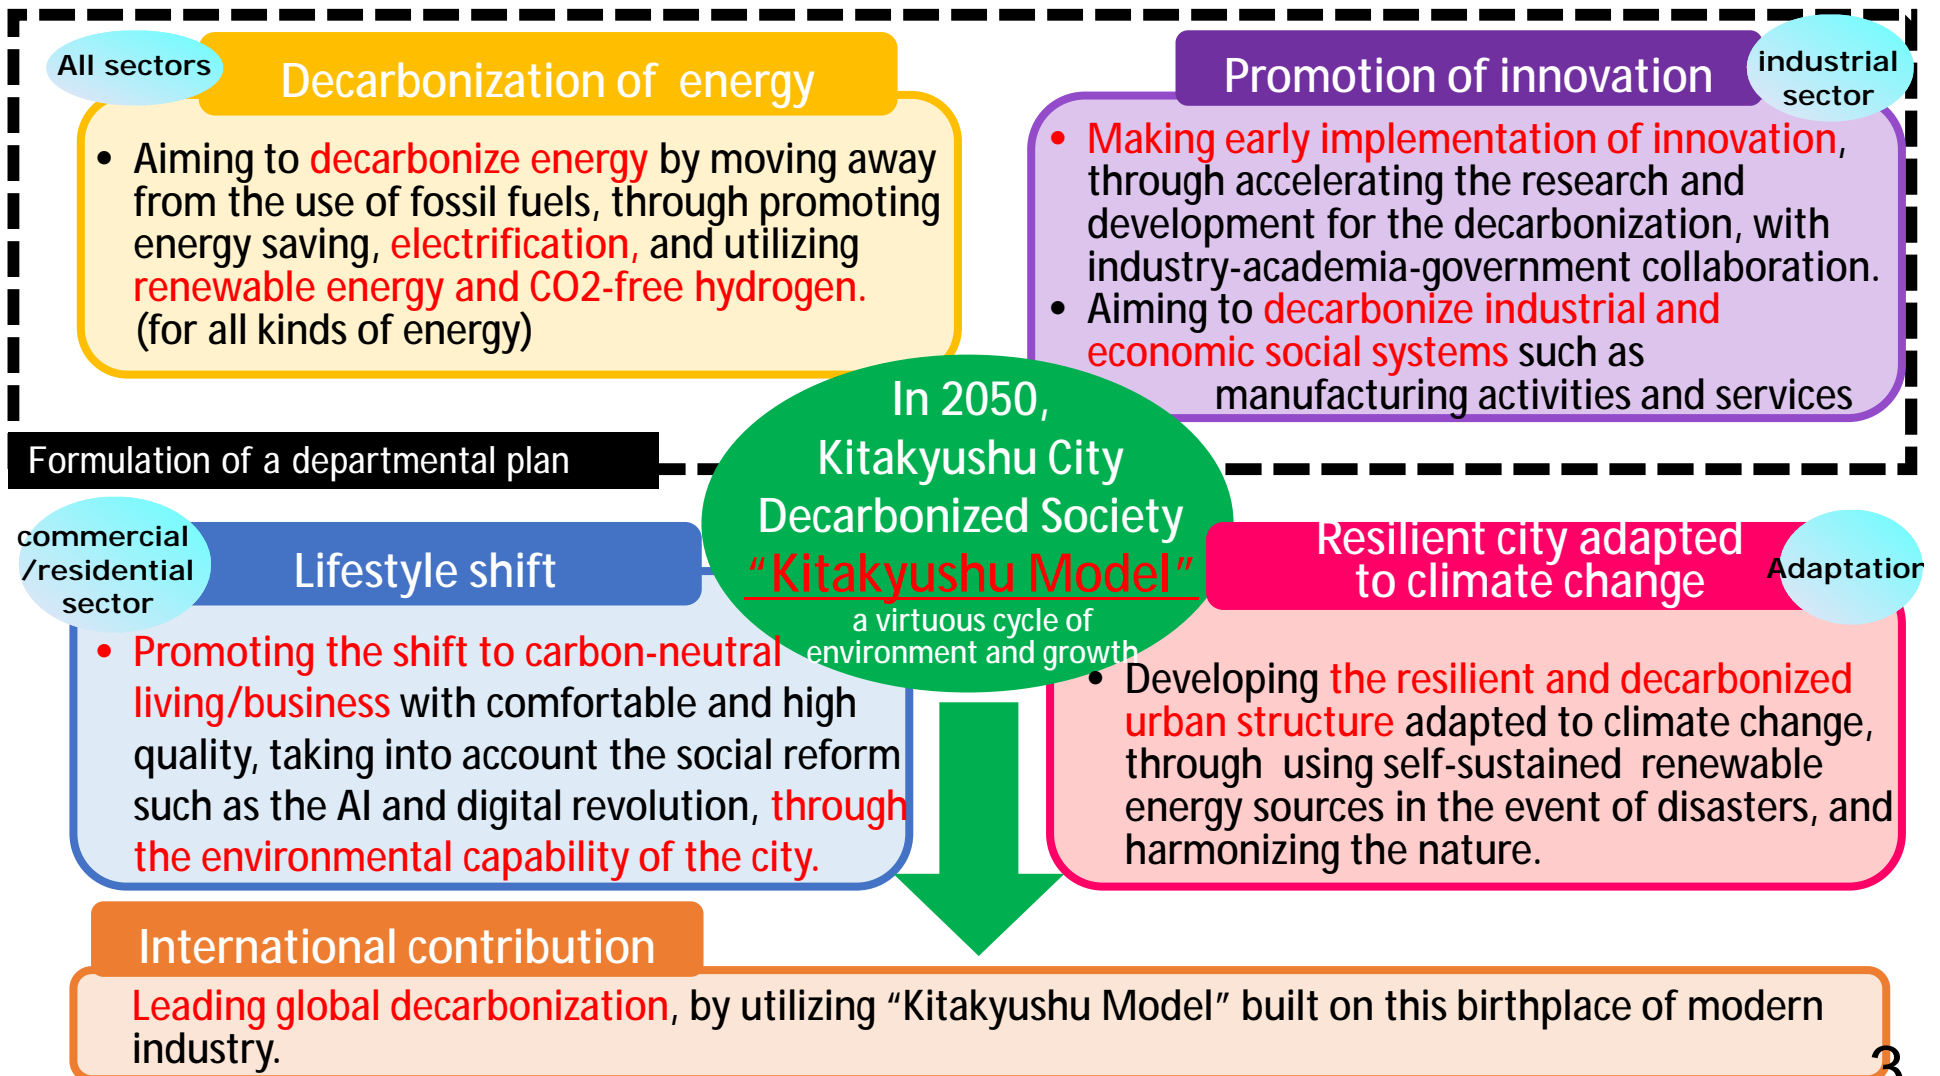 All sectors
Decarbonization of energy
• Aiming to decarbonize energy by moving away
from the use of fossil fuels, through promoting
energy saving, electrification, and utilizing
renewable energy and CO2-free hydrogen.
(for all kinds of energy)
Promotion of innovation
industrial
sector
• Making early implementation of innovation,
through accelerating the research and
development for the decarbonization, with
industry-academia-government collaboration.
• Aiming to decarbonize industrial and
economic social systems such as
manufacturing activities and services
Formulation of a departmental plan
In 2050,
Kitakyushu City
Decarbonized Society
“Kitakyushu Model”
a virtuous cycle of
environment and growth
commercial
/residential
sector
Lifestyle shift
• Promoting the shift to carbon-neutral
living/business with comfortable and high
quality, taking into account the social reform
such as the AI and digital revolution, through
the environmental capability of the city.
Resilient city adapted
to climate change
Adaptation
• Developing the resilient and decarbonized
urban structure adapted to climate change,
through using self-sustained renewable
energy sources in the event of disasters, and
harmonizing the nature.
International contribution
Leading global decarbonization, by utilizing “Kitakyushu Model” built on this birthplace of modern
industry.
3